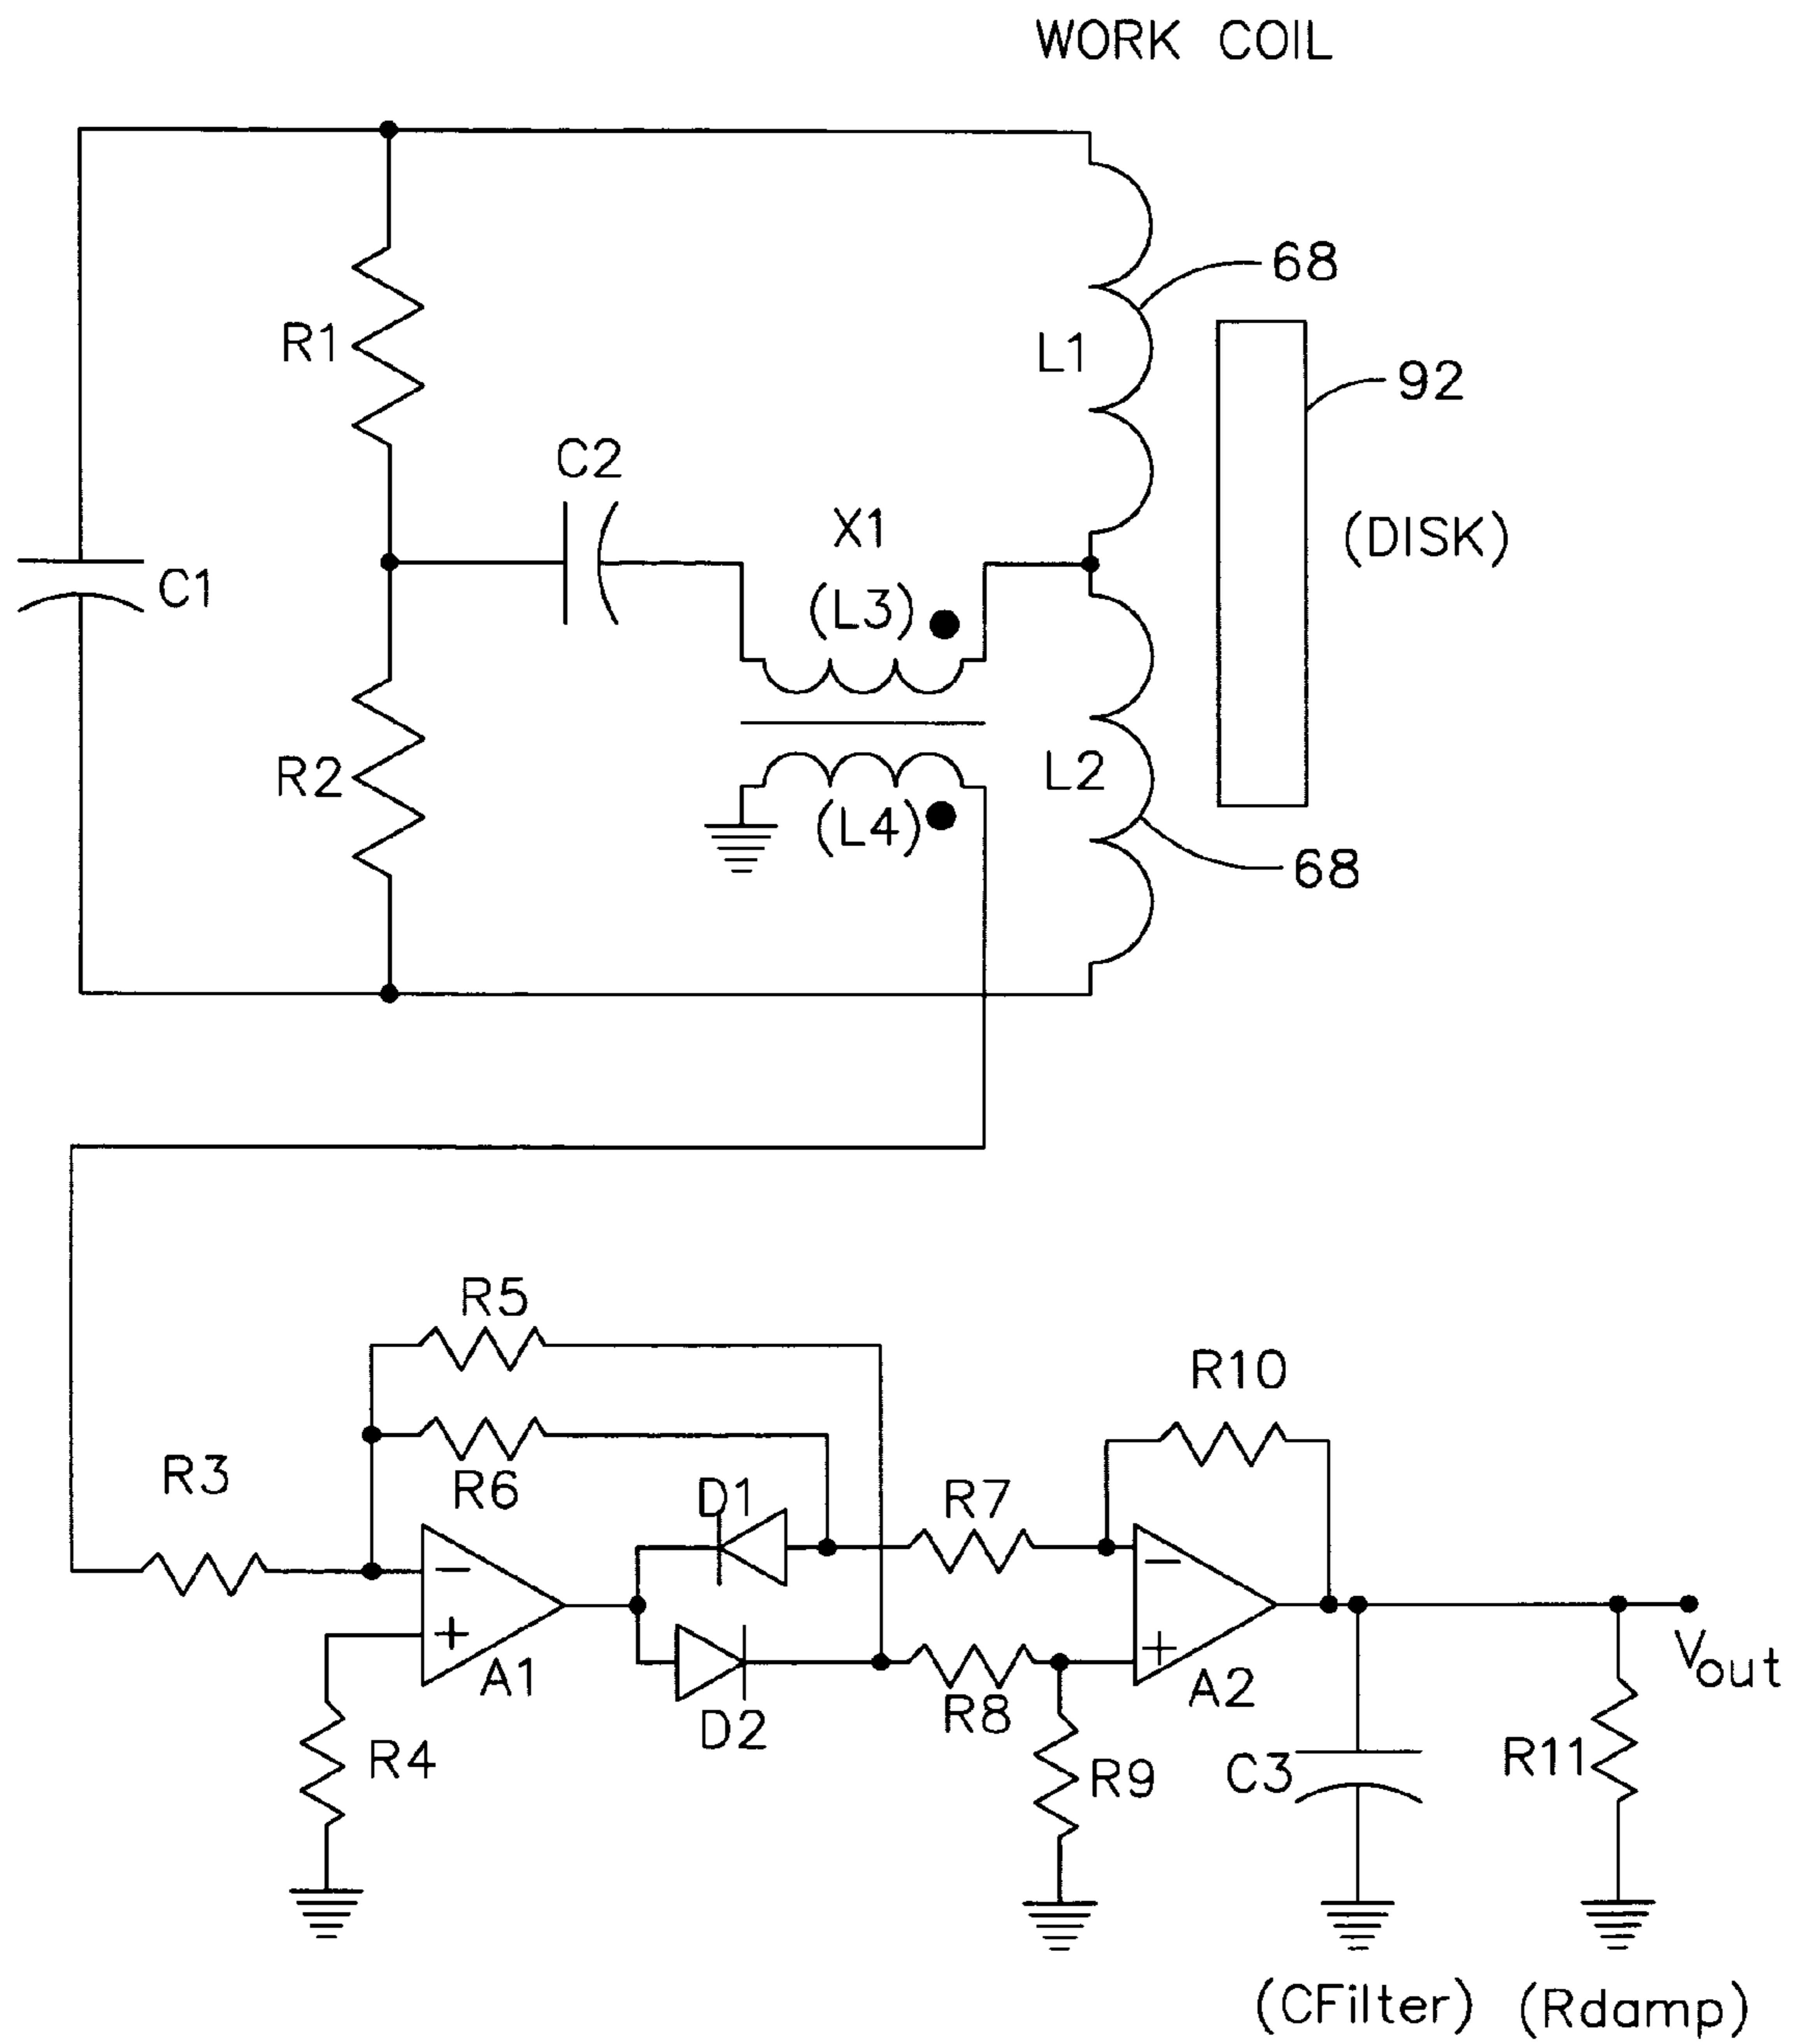 WORK COIL
68
R1
L1
92
C2
X1
(DISK)
C1
(L3)
R2
L2
(L4)
68
R5
R10
R3
R6
D1
R7
−
−
+
+
A1
Vout
R4
D2
R8
A2
R9
C3
R11
(CFilter) (Rdamp)